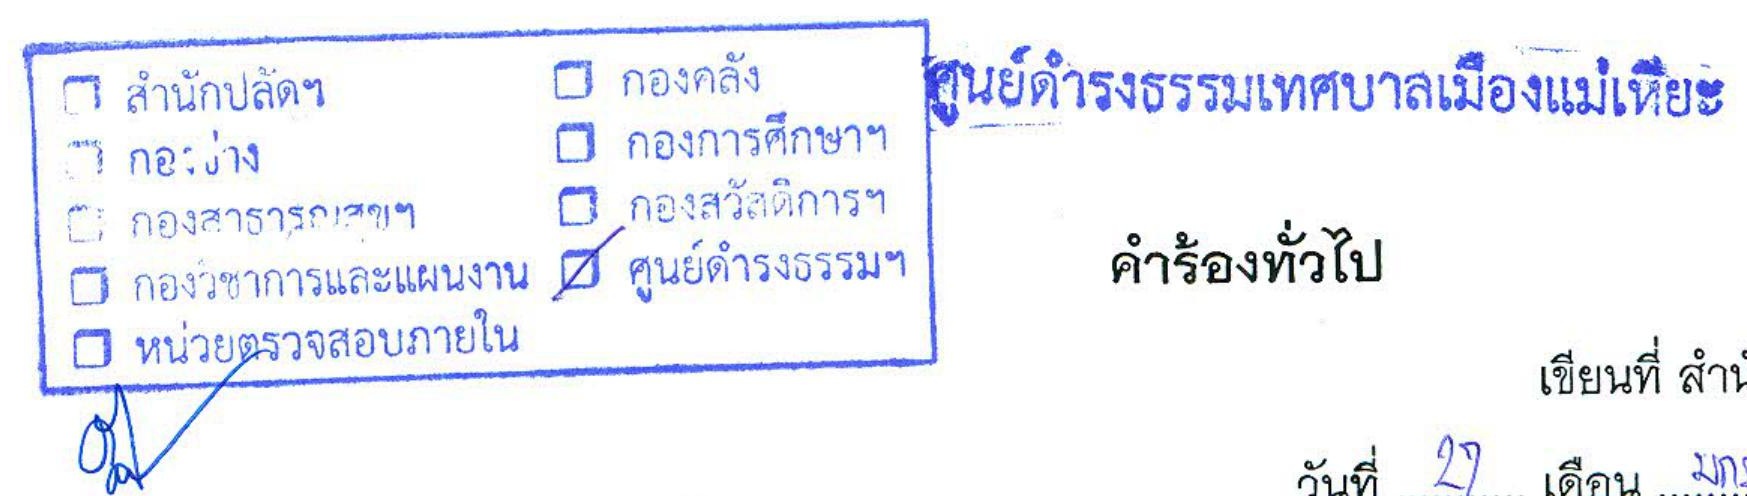 สำนักปลัดฯ
กองคลัง
กองช่าง
กองการศึกษาฯ
กองสาธารณสุขฯ
กองสวัสดิการฯ
กองวิชาการและแผนงาน
ศูนย์ดำรงธรรมฯ
หน่วยตรวจสอบภายใน
ศูนย์ดำรงธรรมเทศบาลเมืองแม่เหียะ
คำร้องทั่วไป
เขียนที่
วันที่ 27 เดือน